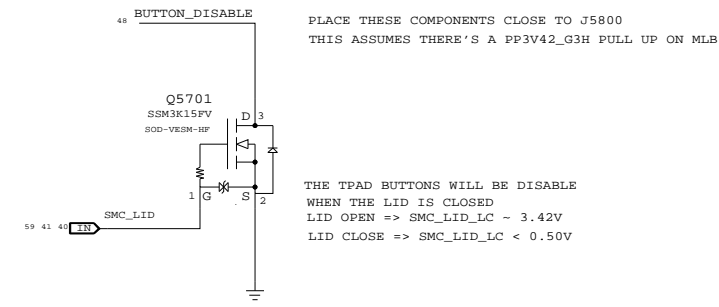 BUTTON_DISABLE
48
PLACE THESE COMPONENTS CLOSE TO J5800
THIS ASSUMES THERE'S A PP3V42_G3H PULL UP ON MLB
Q5701
SSM3K15FV
SOD-VESM-HF
D 3
1 G
S 2
SMC_LID
59 41 40 IN
THE TPAD BUTTONS WILL BE DISABLE
WHEN THE LID IS CLOSED
LID OPEN => SMC_LID_LC ~ 3.42V
LID CLOSE => SMC_LID_LC < 0.50V